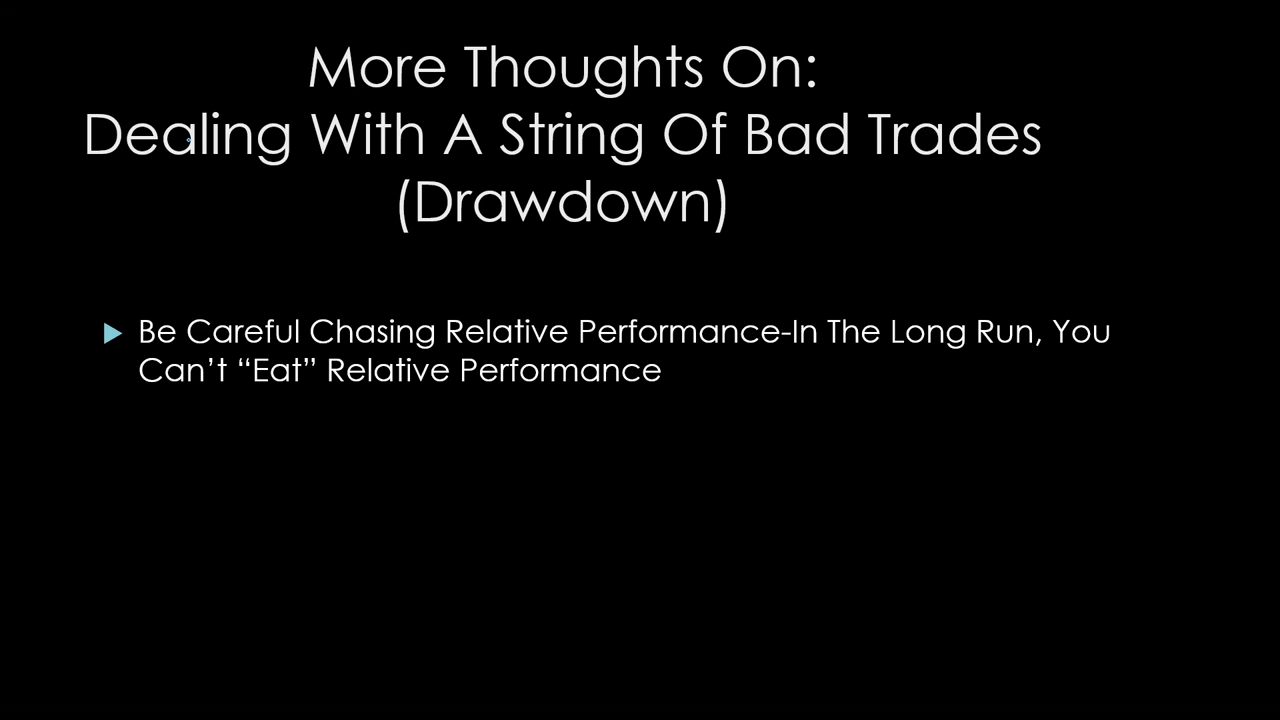 More Thoughts On:
Dealing With A String Of Bad Trades
(Drawdown)
Be Careful Chasing Relative Performance-In The Long Run, You
Can’t “Eat” Relative Performance